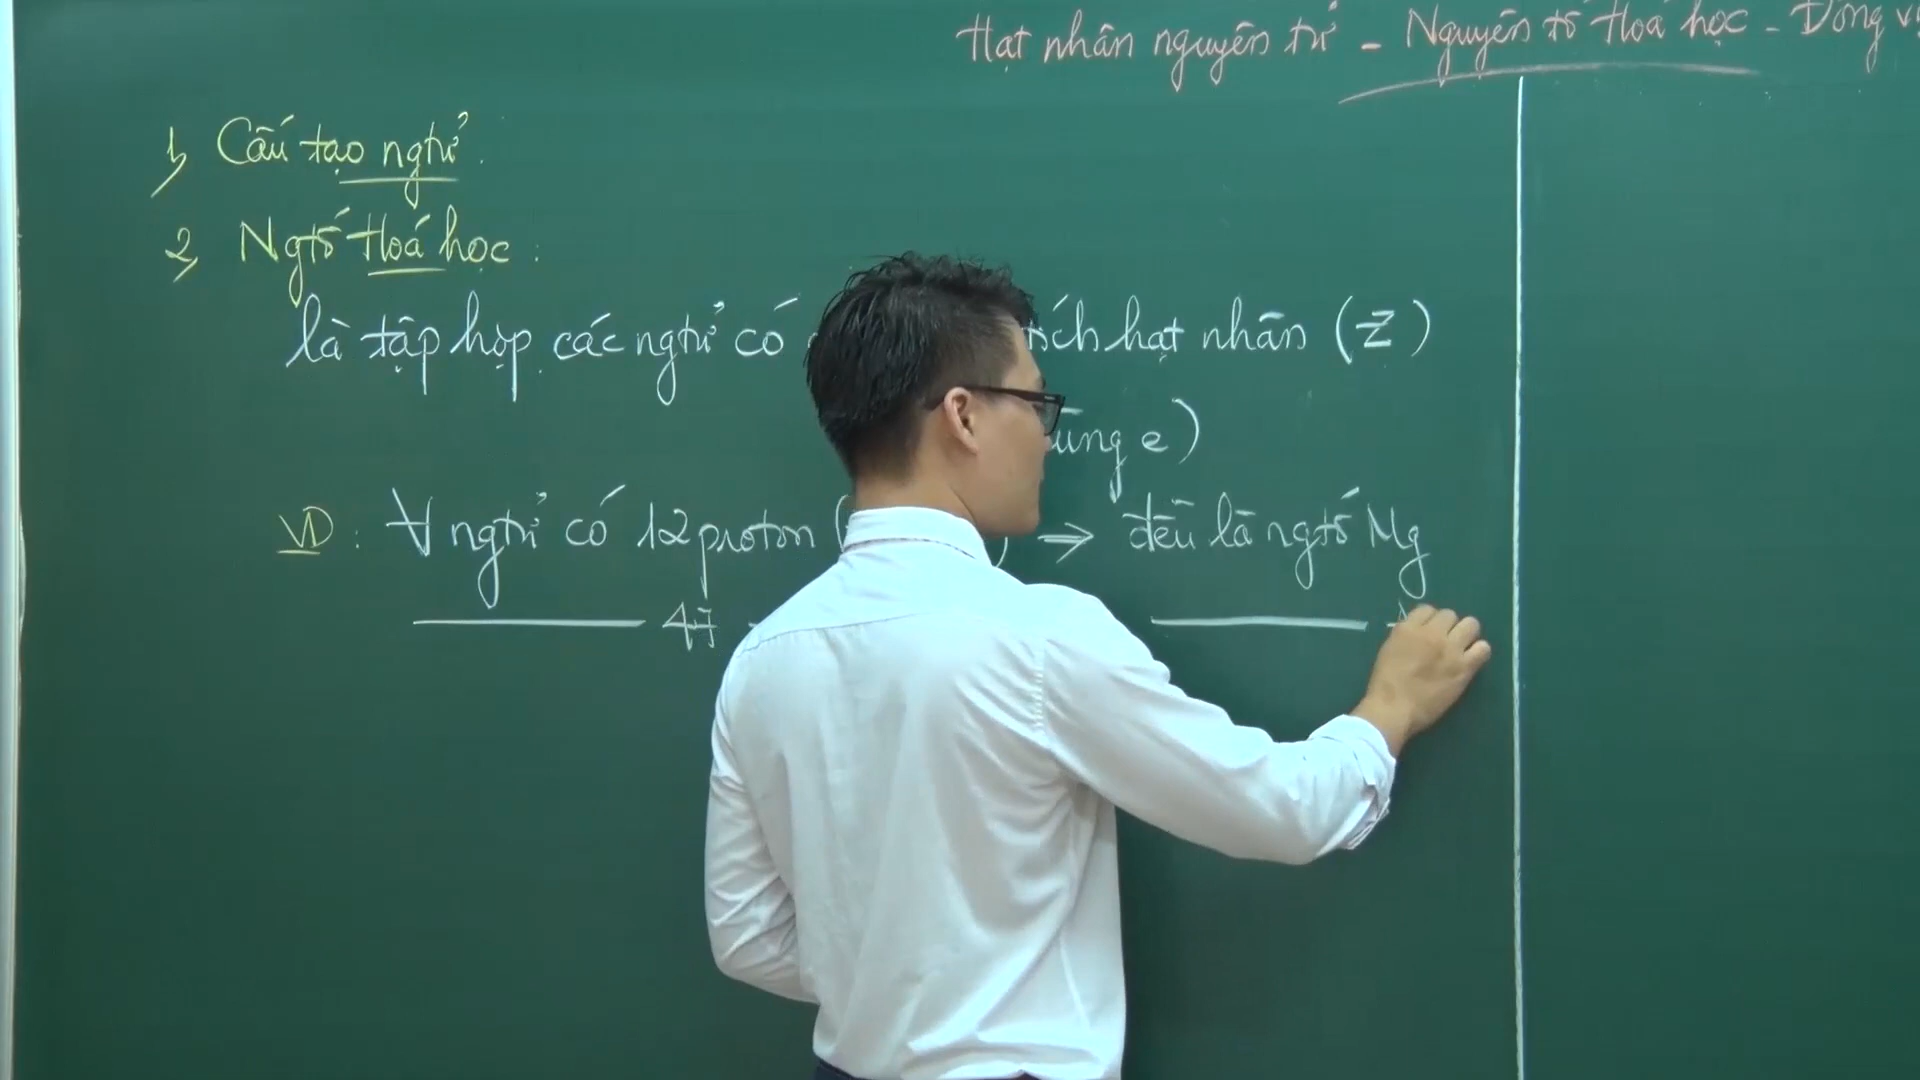 Hạt nhân nguyên tử - Nguyên tố Hoá học - Đồng vị
1, Cấu tạo ngtử.
2, Ngtố Hoá học:
là tập hợp các ngtử có tích hạt nhân (Z)
cùng e)
VD: ∀ ngtử có 12 proton ( ) ⇒ đều là ngtố Mg
47